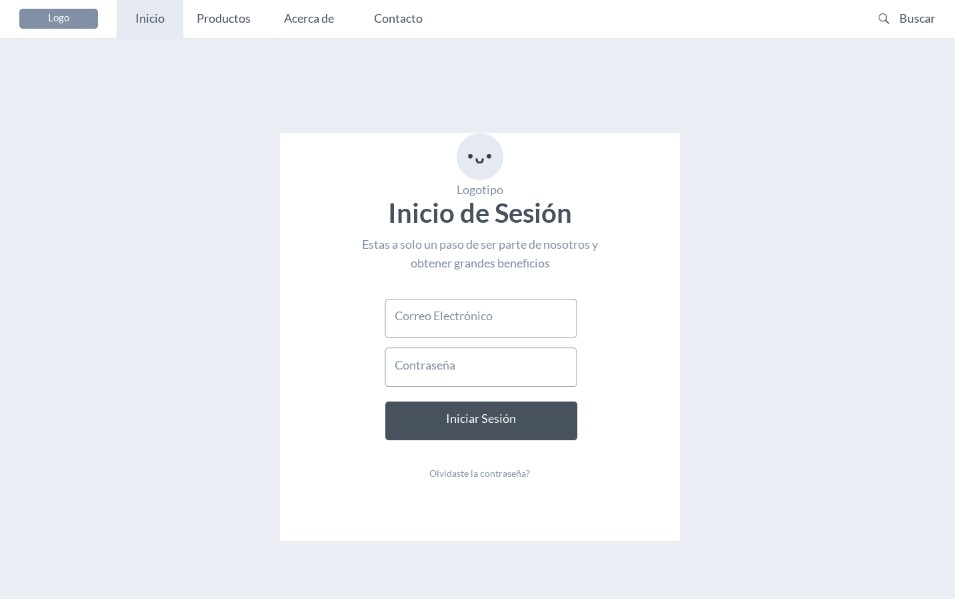 Logo
Inicio
Productos
Acerca de
Contacto
Buscar
Logotipo
Inicio de Sesión
Estas a solo un paso de ser parte de nosotros y
obtener grandes beneficios
Correo Electrónico
Contraseña
Iniciar Sesión
Olvidaste la contraseña?